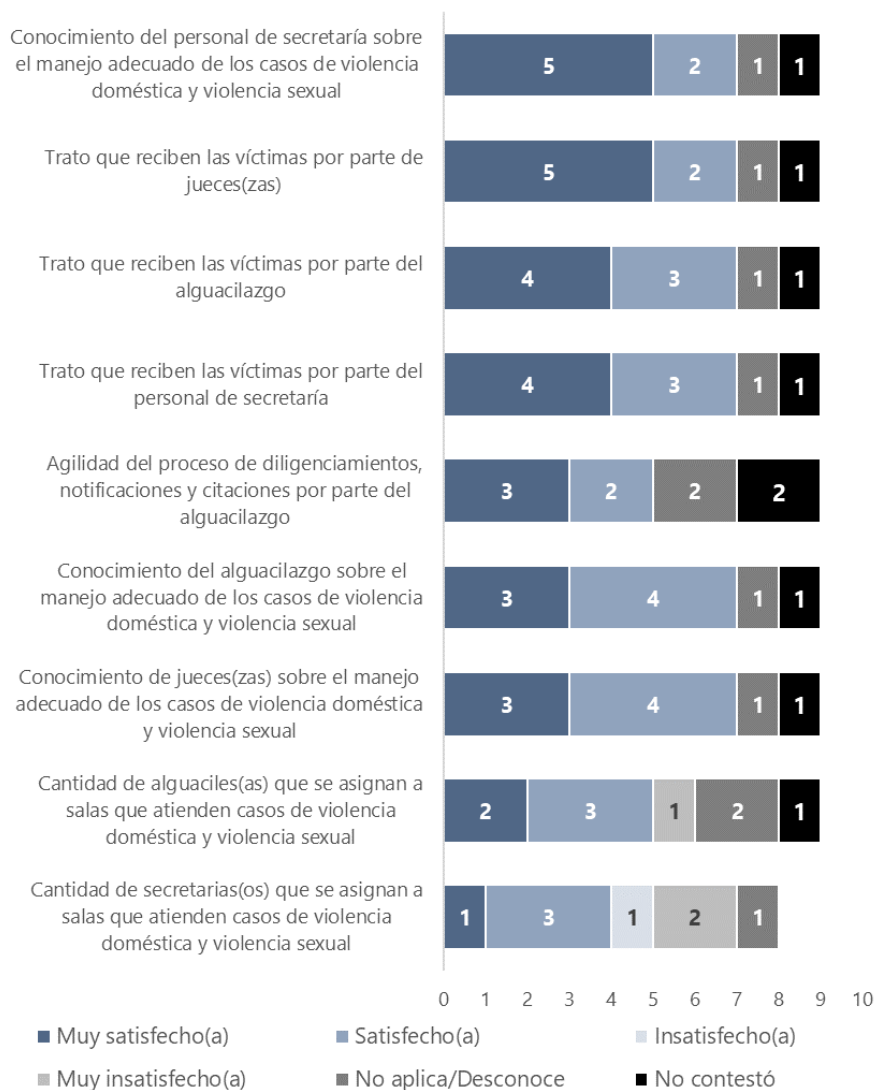 Conocimiento del personal de secretaría sobre
el manejo adecuado de los casos de violencia
doméstica y violencia sexual
5 2 1 1
Trato que reciben las víctimas por parte de
jueces(zas)
5 2 1 1
Trato que reciben las víctimas por parte del
alguacilazgo
4 3 1 1
Trato que reciben las víctimas por parte del
personal de secretaría
4 3 1 1
Agilidad del proceso de diligenciamientos,
notificaciones y citaciones por parte del
alguacilazgo
3 2 2 2
Conocimiento del alguacilazgo sobre el
manejo adecuado de los casos de violencia
doméstica y violencia sexual
3 4 1 1
Conocimiento de jueces(zas) sobre el manejo
adecuado de los casos de violencia doméstica
y violencia sexual
3 4 1 1
Cantidad de alguaciles(as) que se asignan a
salas que atienden casos de violencia
doméstica y violencia sexual
2 3 1 2 1
Cantidad de secretarias(os) que se asignan a
salas que atienden casos de violencia
doméstica y violencia sexual
1 3 1 2 1
0 1 2 3 4 5 6 7 8 9 10
Muy satisfecho(a) Satisfecho(a) Insatisfecho(a)
Muy insatisfecho(a) No aplica/Desconoce No contestó